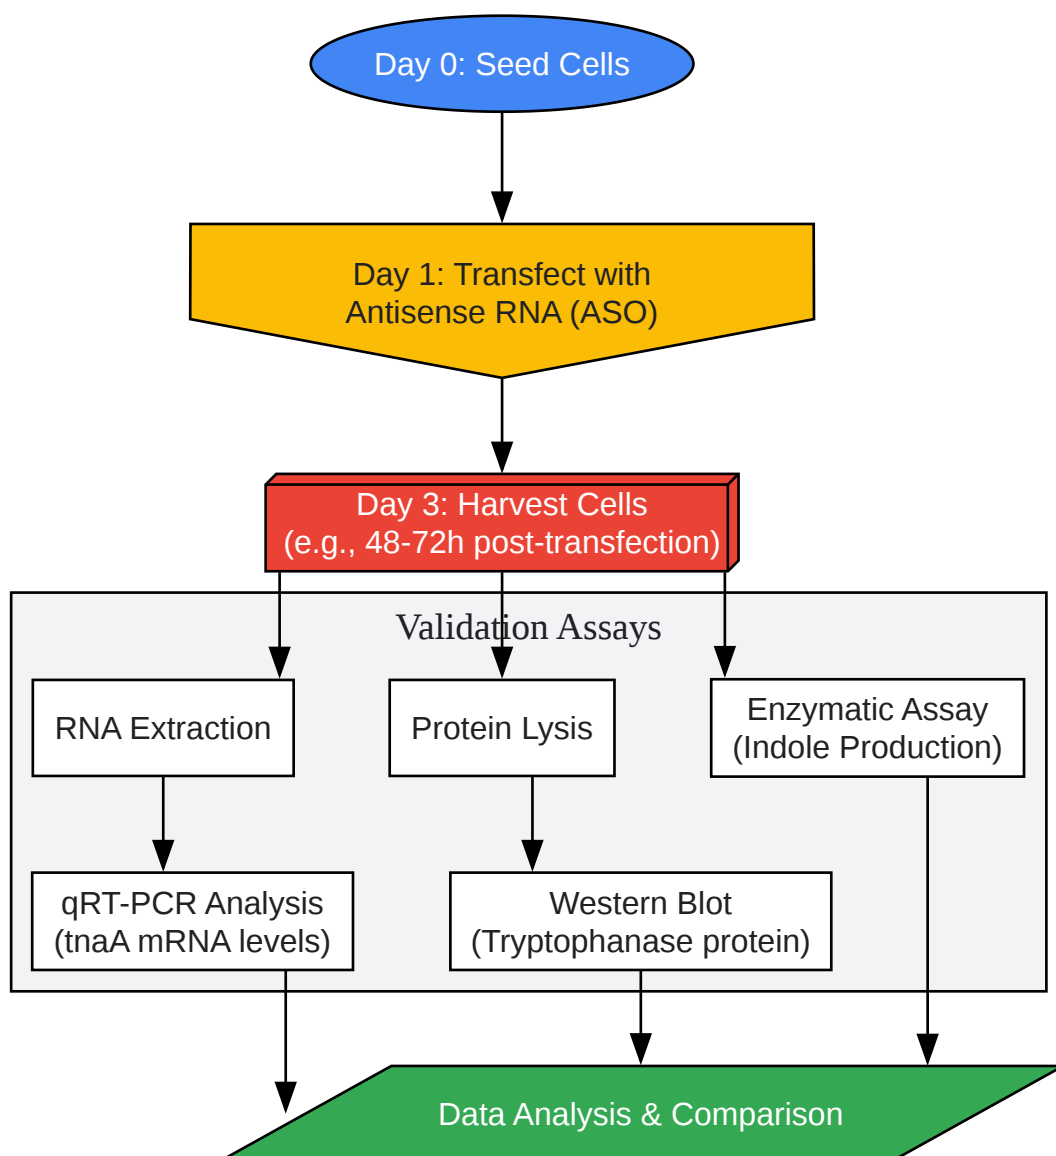 Day 0: Seed Cells
Day 1: Transfect with
Antisense RNA (ASO)
Day 3: Harvest Cells
(e.g., 48-72h post-transfection)
Validation Assays
RNA Extraction
Protein Lysis
Enzymatic Assay
(Indole Production)
qRT-PCR Analysis
(tnaA mRNA levels)
Western Blot
(Tryptophanase protein)
Data Analysis & Comparison